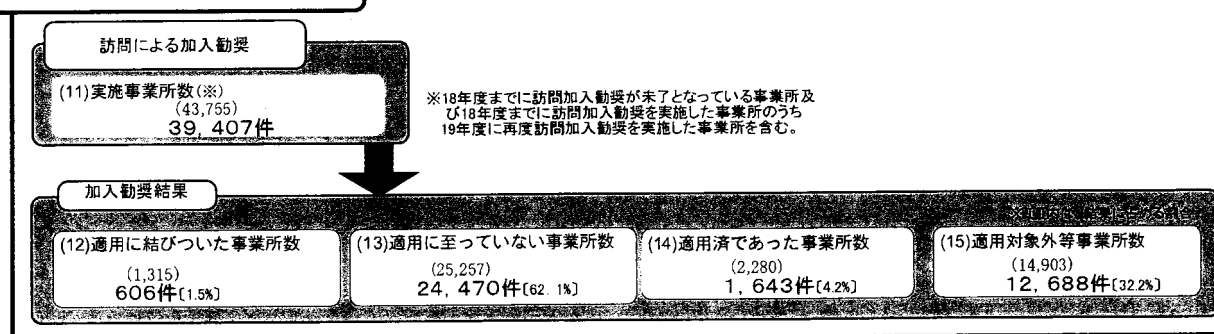 訪問による加入勧奨
(11)実施事業所数(※)
(43,755)
39,407件
※18年度までに訪問加入勧奨が未了となっている事業所及
び18年度までに訪問加入勧奨を実施した事業所のうち
19年度に再度訪問加入勧奨を実施した事業所を含む。
加入勧奨結果
(12)適用に結びついた事業所数
(1,315)
606件〔1.5%〕
(13)適用に至っていない事業所数
(25,257)
24,470件〔62.1%〕
(14)適用済であった事業所数
(2,280)
1,643件〔4.2%〕
(15)適用対象外等事業所数
(14,903)
12,688件〔32.2%〕